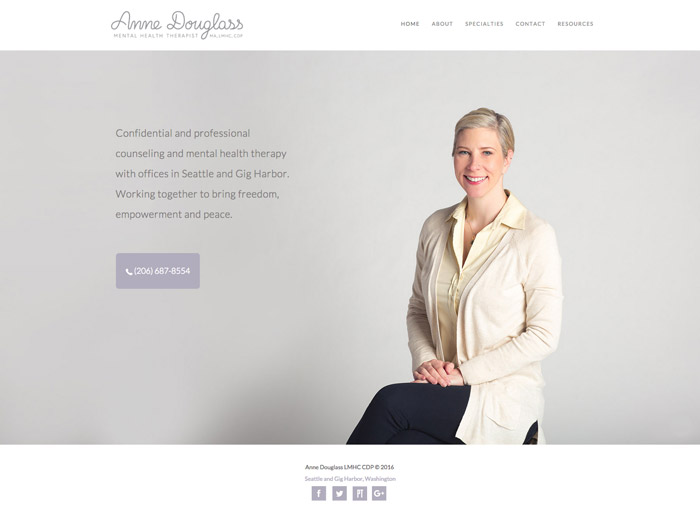 Anne Douglass
MENTAL HEALTH THERAPIST MA, LMHC, CDP
HOME ABOUT SPECIALTIES CONTACT RESOURCES
Confidential and professional
counseling and mental health therapy
with offices in Seattle and Gig Harbor.
Working together to bring freedom,
empowerment and peace.
(206) 687-8554
Anne Douglass LMHC CDP © 2016
Seattle and Gig Harbor, Washington